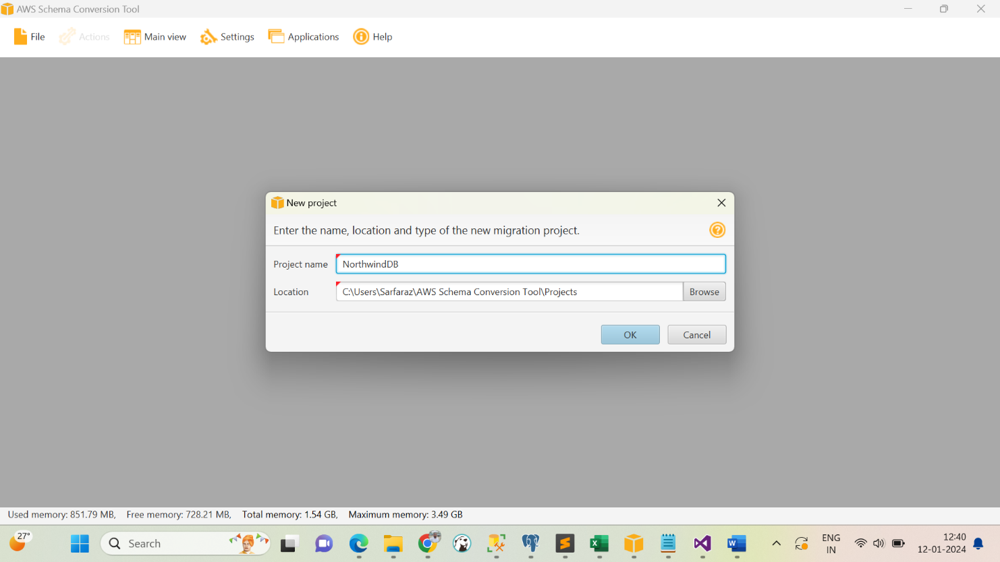 AWS Schema Conversion Tool
File Actions Main view Settings Applications Help
New project
Enter the name, location and type of the new migration project.
Project name NorthwindDB
Location C:\Users\Sarfaraz\AWS Schema Conversion Tool\Projects Browse
OK Cancel
Used memory: 851.79 MB, Free memory: 728.21 MB, Total memory: 1.54 GB, Maximum memory: 3.49 GB
27°
Search
ENG
IN
12:40
12-01-2024